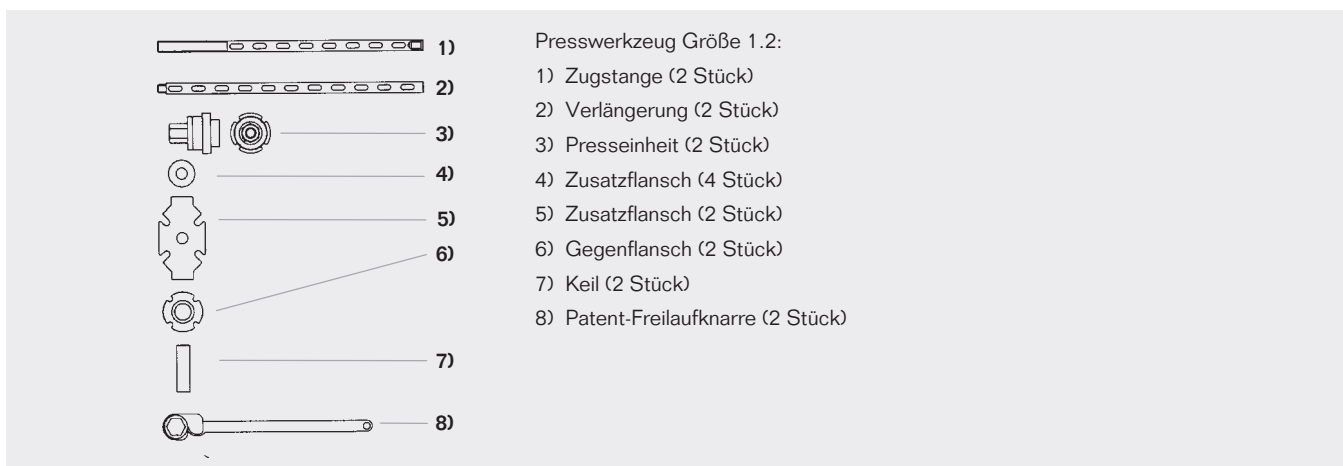 1)
2)
3)
4)
5)
6)
7)
8)
Presswerkzeug Größe 1.2:
1) Zugstange (2 Stück)
2) Verlängerung (2 Stück)
3) Presseinheit (2 Stück)
4) Zusatzflansch (4 Stück)
5) Zusatzflansch (2 Stück)
6) Gegenflansch (2 Stück)
7) Keil (2 Stück)
8) Patent-Freilaufknarre (2 Stück)